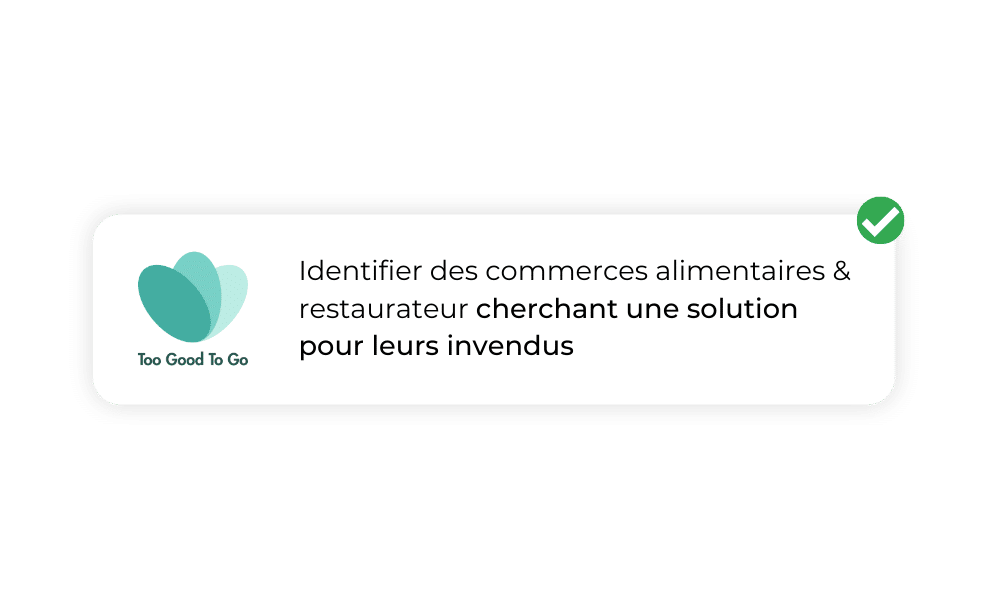 Identifier des commerces alimentaires &
restaurateur cherchant une solution
pour leurs invendus
Too Good To Go